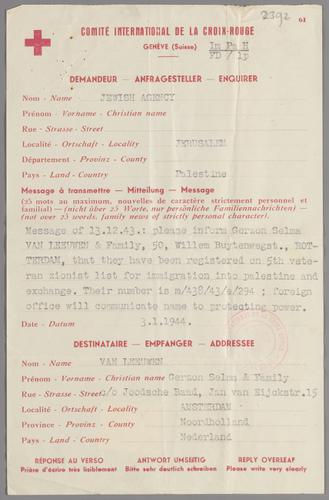 2392
61
COMITÉ INTERNATIONAL DE LA CROIX-ROUGE
GENÈVE (Suisse)
Im Pa H
FD / 1p
DEMANDEUR — ANFRAGESTELLER — ENQUIRER
Nom - Name JEWISH AGENCY
Prénom - Vorname - Christian name
Rue - Strasse - Street
Localité - Ortschaft - Locality JERUSALEM
Département - Provinz - County
Pays - Land - Country Palestine
Message à transmettre — Mitteilung — Message
(25 mots au maximum, nouvelles de caractère strictement personnel et
familial) — (nicht über 25 Worte, nur persönliche Familiennachrichten) —
(not over 25 words, family news of strictly personal character).
Message of 13.12.43.: please inform Gerzon Selma
VAN LEEUWEN & Family, 50, Willem Buytenwegst., ROT-
TERDAM, that they have been registered on 5th vete-
ran zionist list for immigration into palestine and
exchange. Their number is m/438/43/e/294 ; foreign
office will communicate name to protecting power.
Date - Datum 3.1.1944.
DESTINATAIRE — EMPFANGER — ADDRESSEE
Nom - Name VAN LEEUWEN
Prénom - Vorname - Christian name Gerzon Selma & Family
Rue - Strasse - Street c/o Joodsche Raad, Jan van Eijckstr.15
Localité - Ortschaft - Locality AMSTERDAM
Province - Provinz - County Noordholland
Pays - Land - Country Nederland
RÉPONSE AU VERSO ANTWORT UMSEITIG REPLY OVERLEAF
Prière d'écrire très lisiblement Bitte sehr deutlich schreiben Please write very clearly